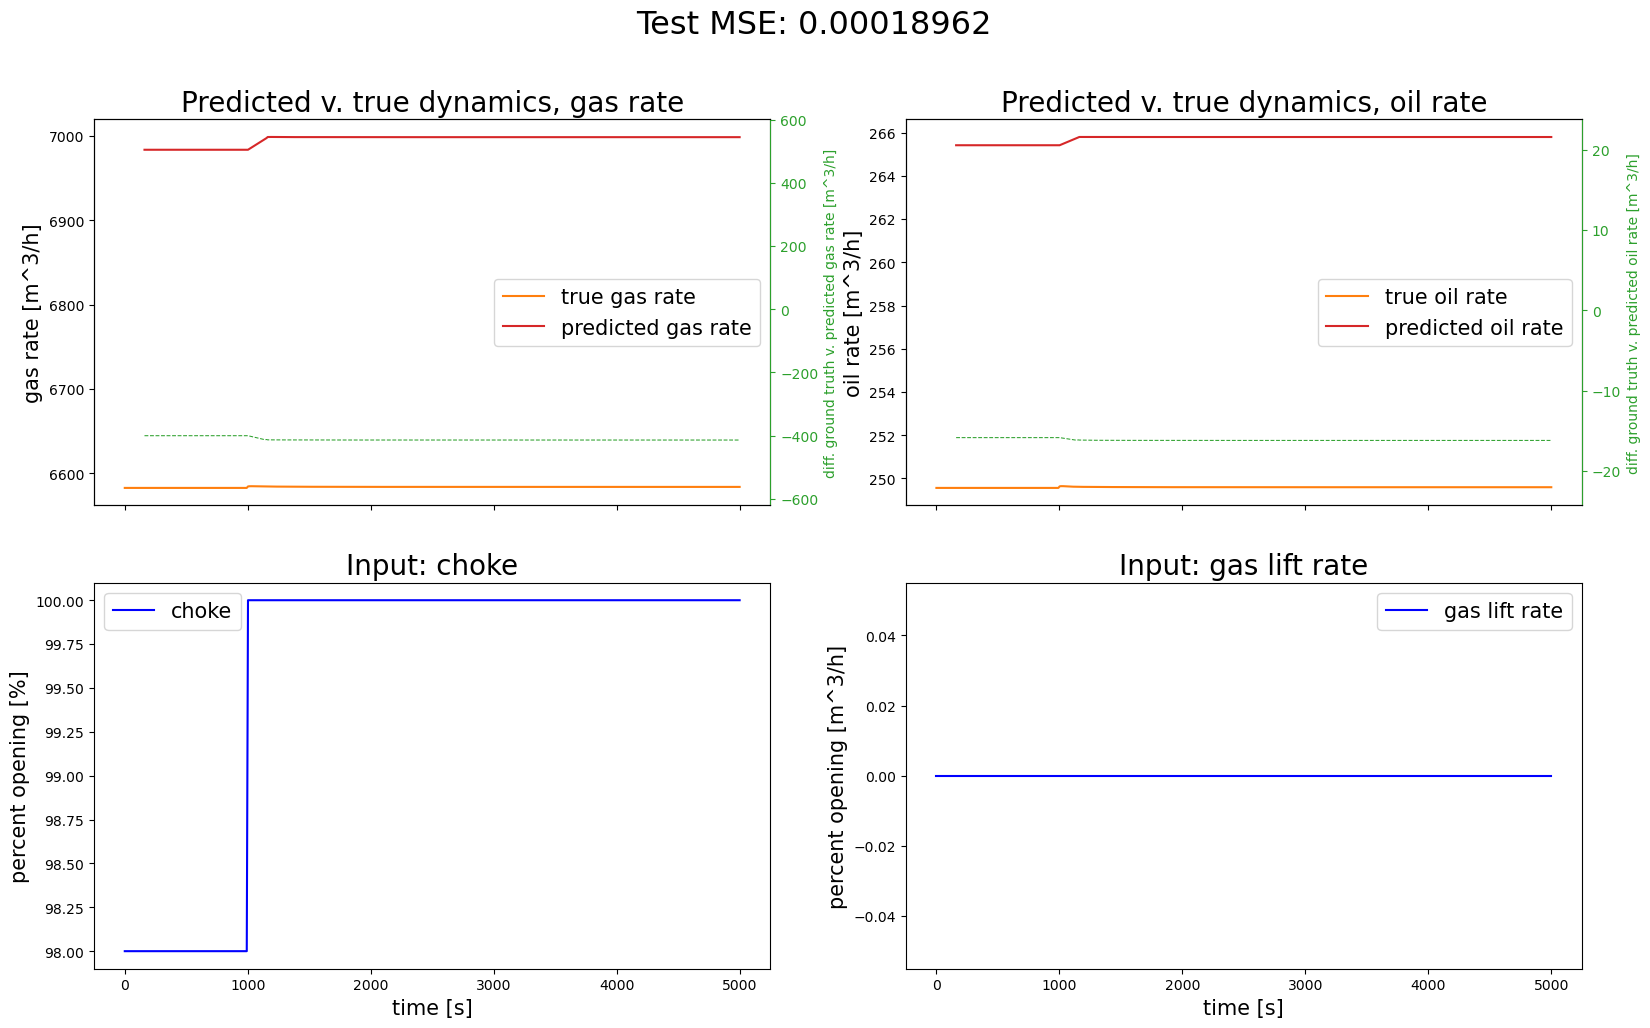 Test MSE: 0.00018962
Predicted v. true dynamics, gas rate
7000
6900
6800
6700
6600
gas rate [m^3/h]
true gas rate
predicted gas rate
600
400
200
0
−200
−400
−600
diff. ground truth v. predicted gas rate [m^3/h]
Predicted v. true dynamics, oil rate
266
264
262
260
258
256
254
252
250
oil rate [m^3/h]
true oil rate
predicted oil rate
20
10
0
−10
−20
diff. ground truth v. predicted oil rate [m^3/h]
Input: choke
choke
100.00
99.75
99.50
99.25
99.00
98.75
98.50
98.25
98.00
percent opening [%]
0 1000 2000 3000 4000 5000
time [s]
Input: gas lift rate
gas lift rate
0.04
0.02
0.00
−0.02
−0.04
percent opening [m^3/h]
0 1000 2000 3000 4000 5000
time [s]